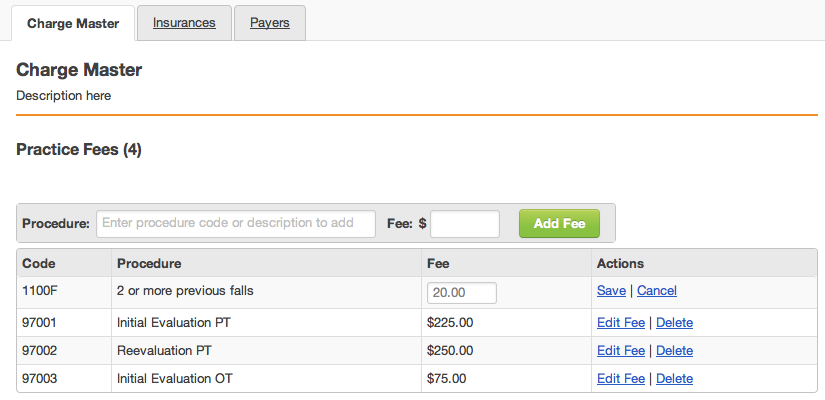 Charge Master Insurances Payers
Charge Master
Description here
Practice Fees (4)
Procedure: Enter procedure code or description to add Fee: $ Add Fee
Code Procedure Fee Actions
1100F 2 or more previous falls 20.00 Save | Cancel
97001 Initial Evaluation PT $225.00 Edit Fee | Delete
97002 Reevaluation PT $250.00 Edit Fee | Delete
97003 Initial Evaluation OT $75.00 Edit Fee | Delete